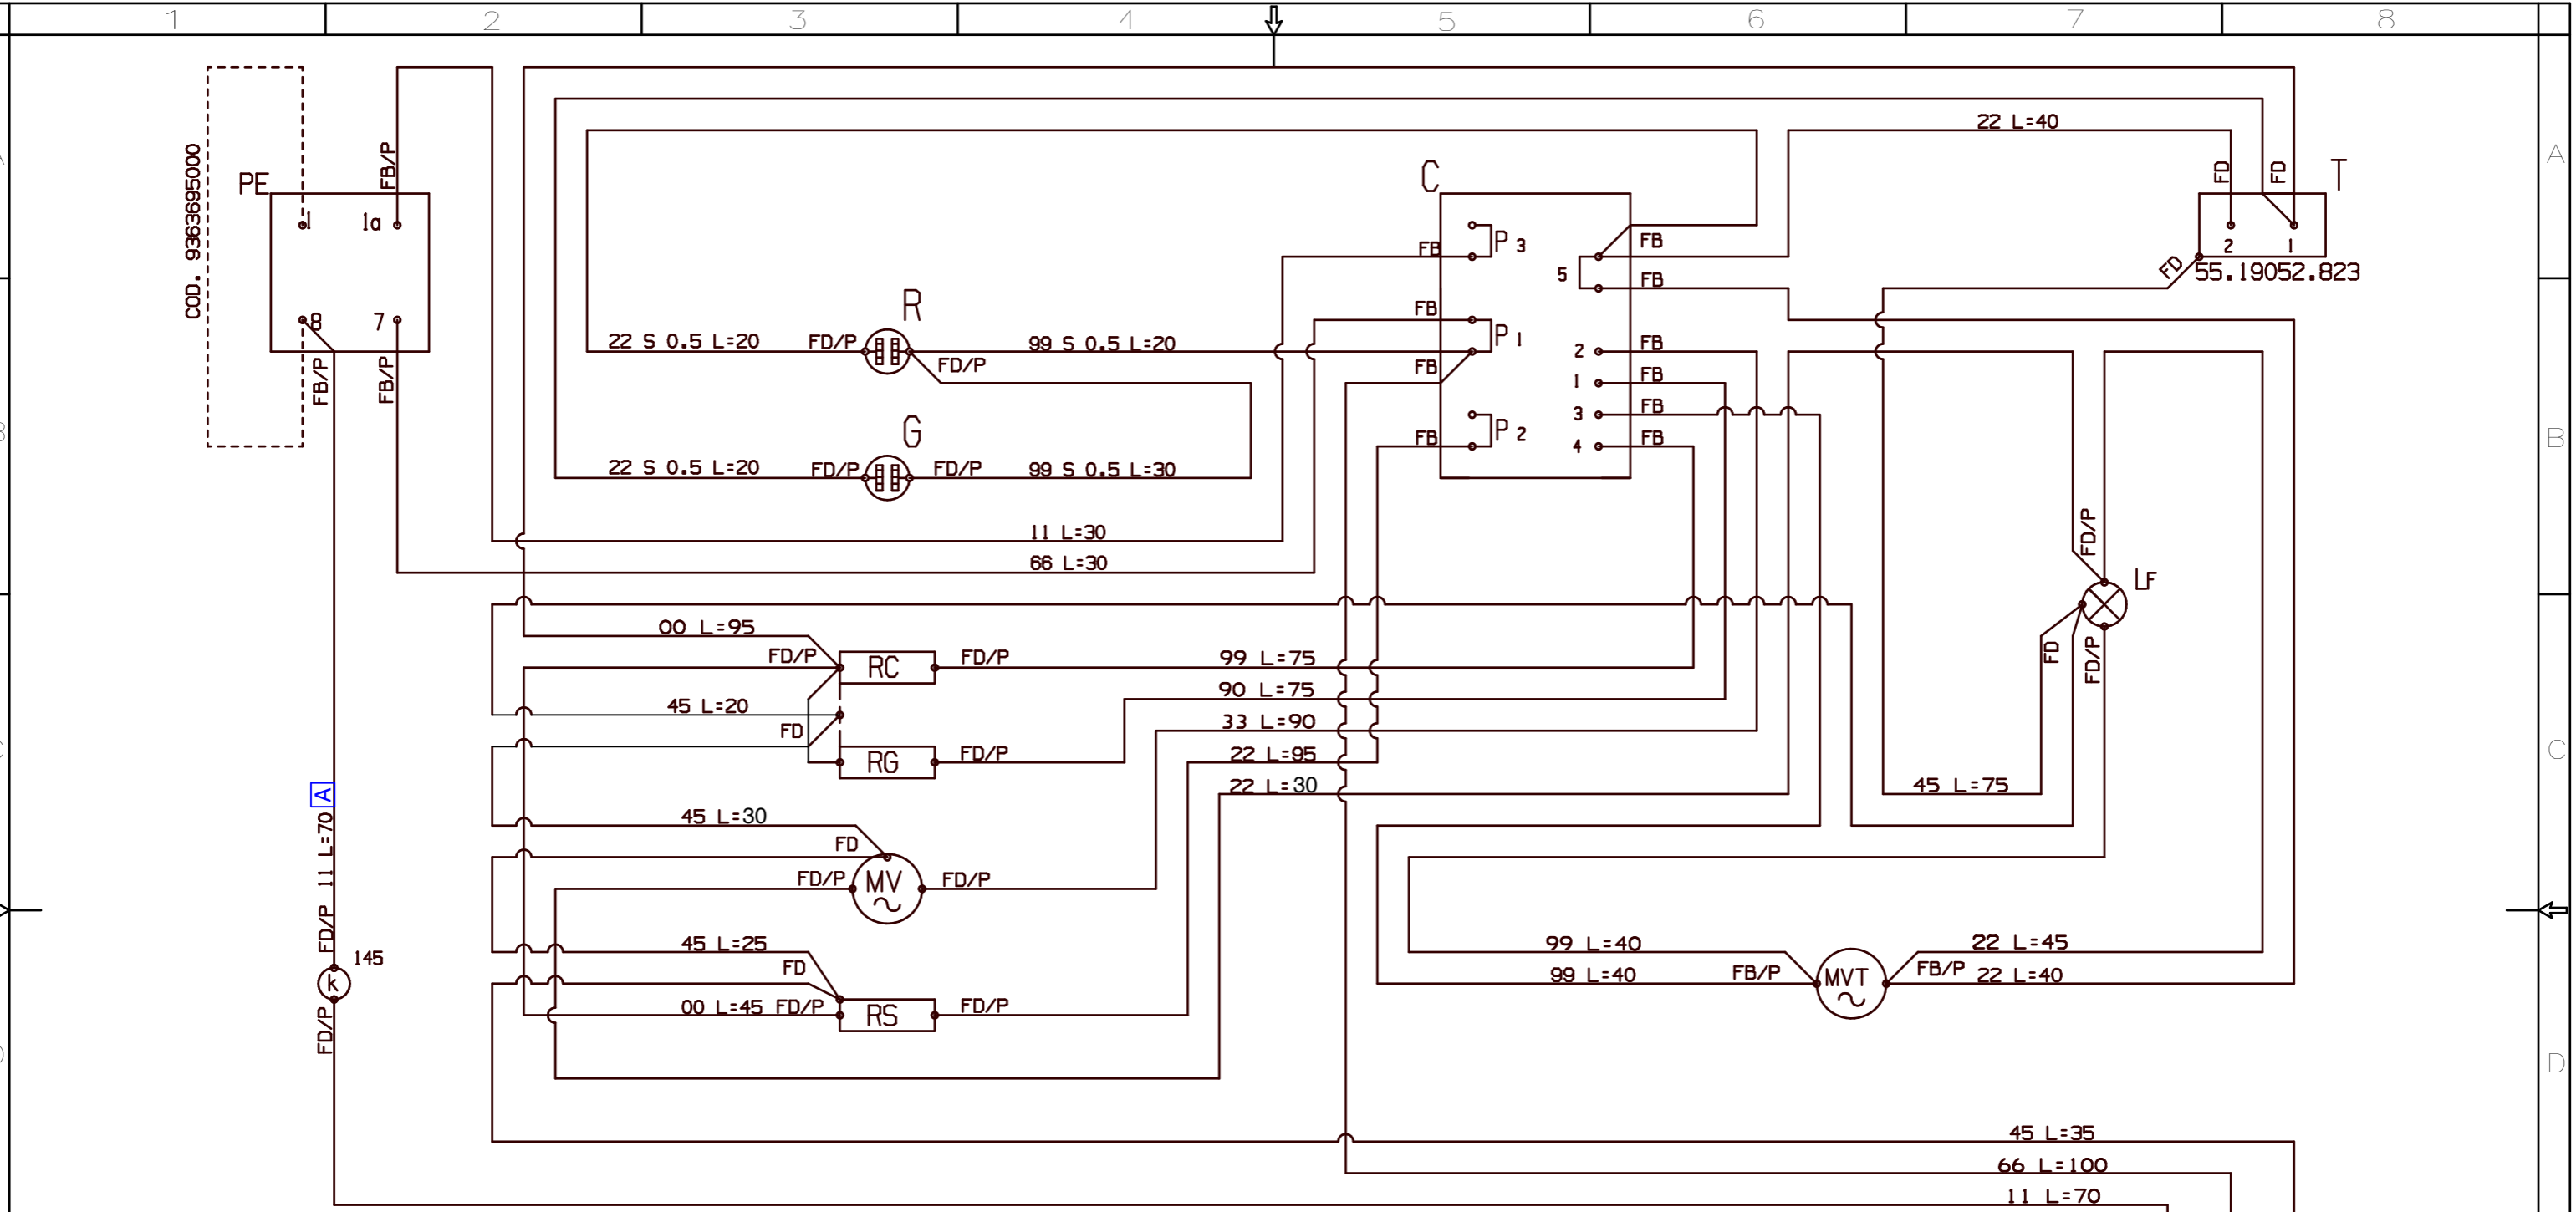 1 2 3 4 5 6 7 8
A
A
22 L=40
COD. 93636995000
PE
FB/P
C
FD
FD
T
1
1a
P 3
FB
FB
2
1
5
FD
55.19052.823
R
FB
FB
8
7
22 S 0.5 L=20
FD/P
99 S 0.5 L=20
P 1
2
FB
FB/P
FB/P
FD/P
FB
1
FB
G
3
FB
B
B
22 S 0.5 L=20
FD/P
FD/P
99 S 0.5 L=30
FB
P 2
4
FB
11 L=30
FD/P
66 L=30
LF
00 L=95
FD/P
RC
FD/P
99 L=75
FD
FD/P
90 L=75
45 L=20
FD
33 L=90
RG
FD/P
22 L=95
C
C
A
22 L=30
45 L=75
11 L=70
45 L=30
FD
FD/P
MV
FD/P
FD/P
45 L=25
99 L=40
22 L=45
145
FD
k
99 L=40
FB/P
MVT
FB/P
22 L=40
FD/P
00 L=45 FD/P
RS
FD/P
D
D
45 L=35
66 L=100
11 L=70